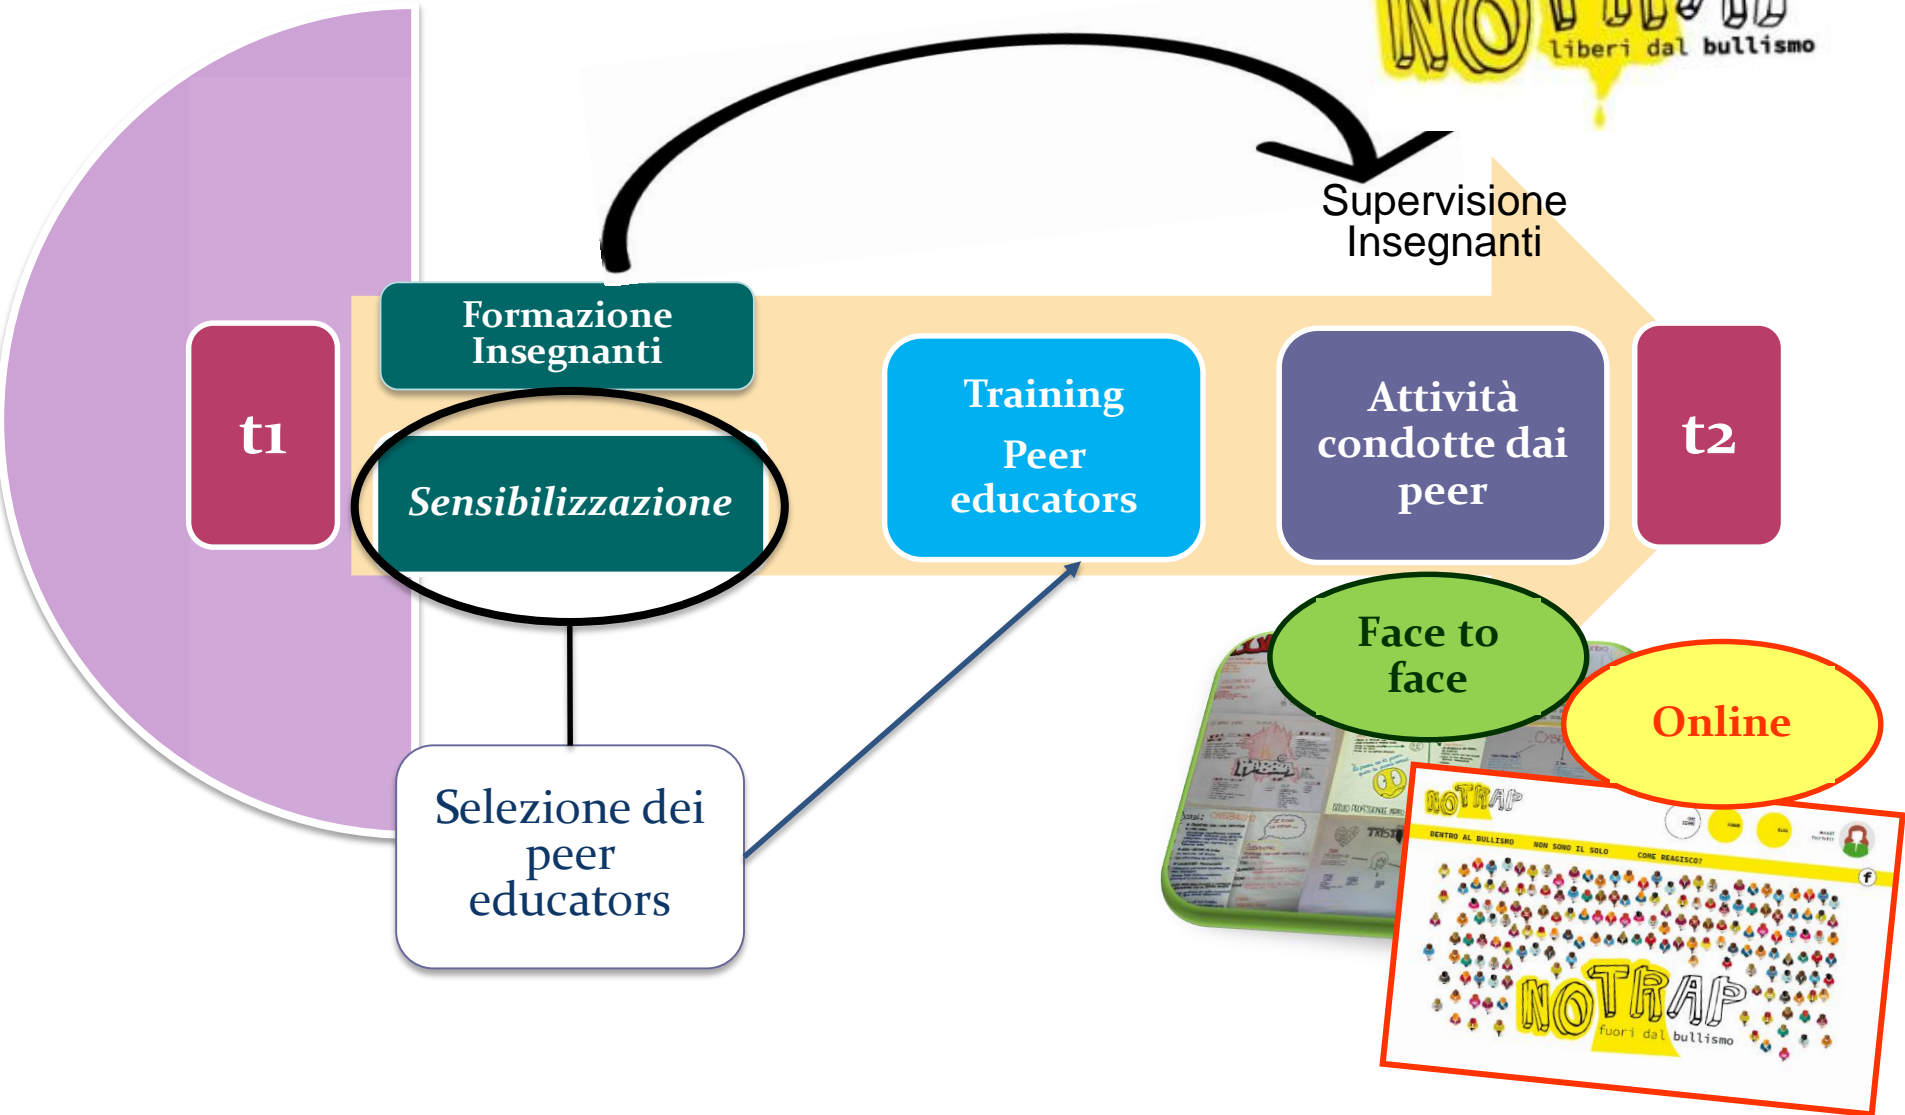 NOTRAP
liberi dal bullismo
Supervisione
Insegnanti
Formazione
Insegnanti
t1
Sensibilizzazione
Training
Peer
educators
Attività
condotte dai
peer
t2
Face to
face
Online
Selezione dei
peer
educators
RABBIA
NOTRAP
DENTRO AL BULLISMO NON SONO IL SOLO COME REAGISCO?
f
NOTRAP
fuori dal bullismo